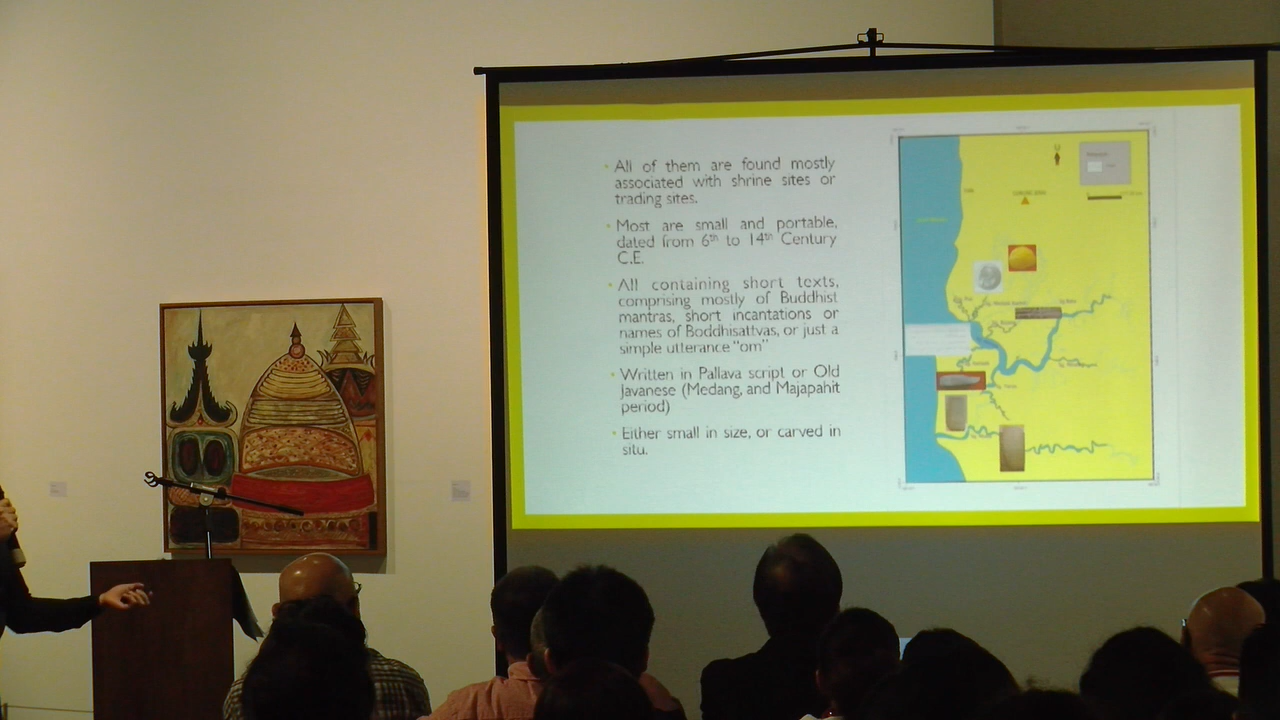 All of them are found mostly
associated with shrine sites or
trading sites.
Most are small and portable,
dated from 6th to 14th Century
C.E.
All containing short texts,
comprising mostly of Buddhist
mantras, short incantations or
names of Boddhisattvas, or just a
simple utterance "om"
Written in Pallava script or Old
Javanese (Medang, and Majapahit
period)
Either small in size, or carved in
situ.